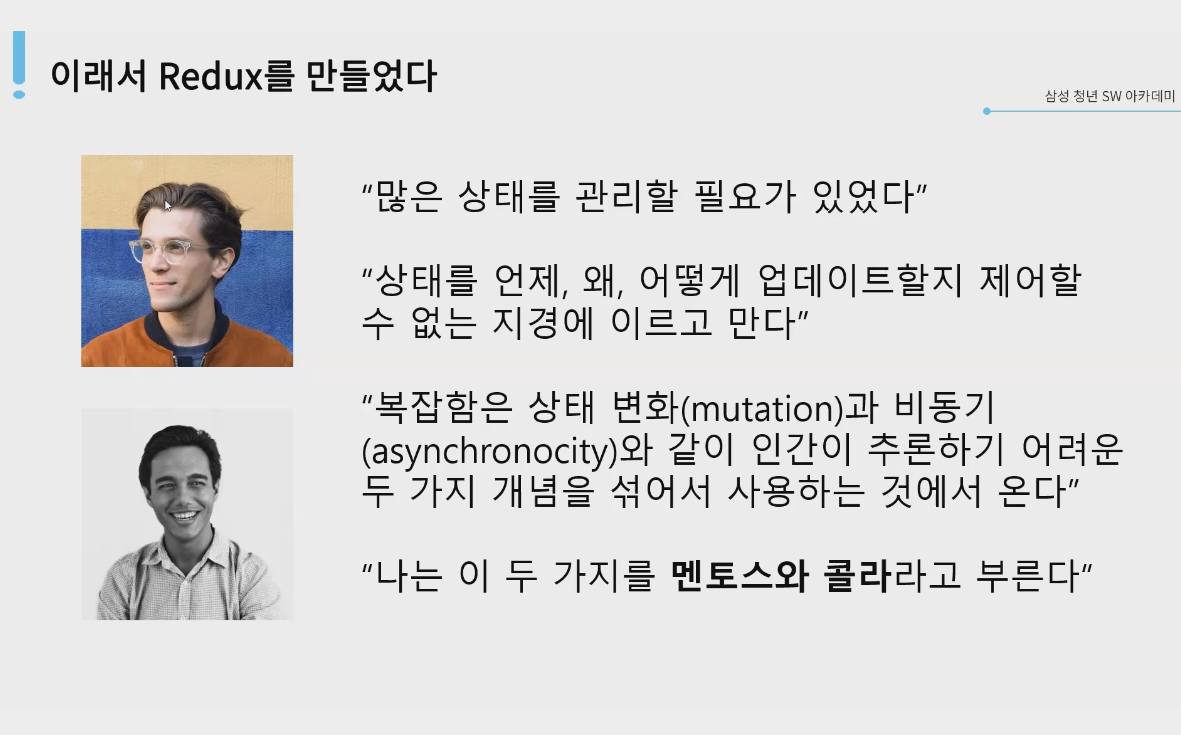 이래서 Redux를 만들었다
삼성 청년 SW 아카데미
“많은 상태를 관리할 필요가 있었다”
“상태를 언제, 왜, 어떻게 업데이트할지 제어할
수 없는 지경에 이르고 만다”
“복잡함은 상태 변화(mutation)과 비동기
(asynchronocity)와 같이 인간이 추론하기 어려운
두 가지 개념을 섞어서 사용하는 것에서 온다”
“나는 이 두 가지를 멘토스와 콜라라고 부른다“